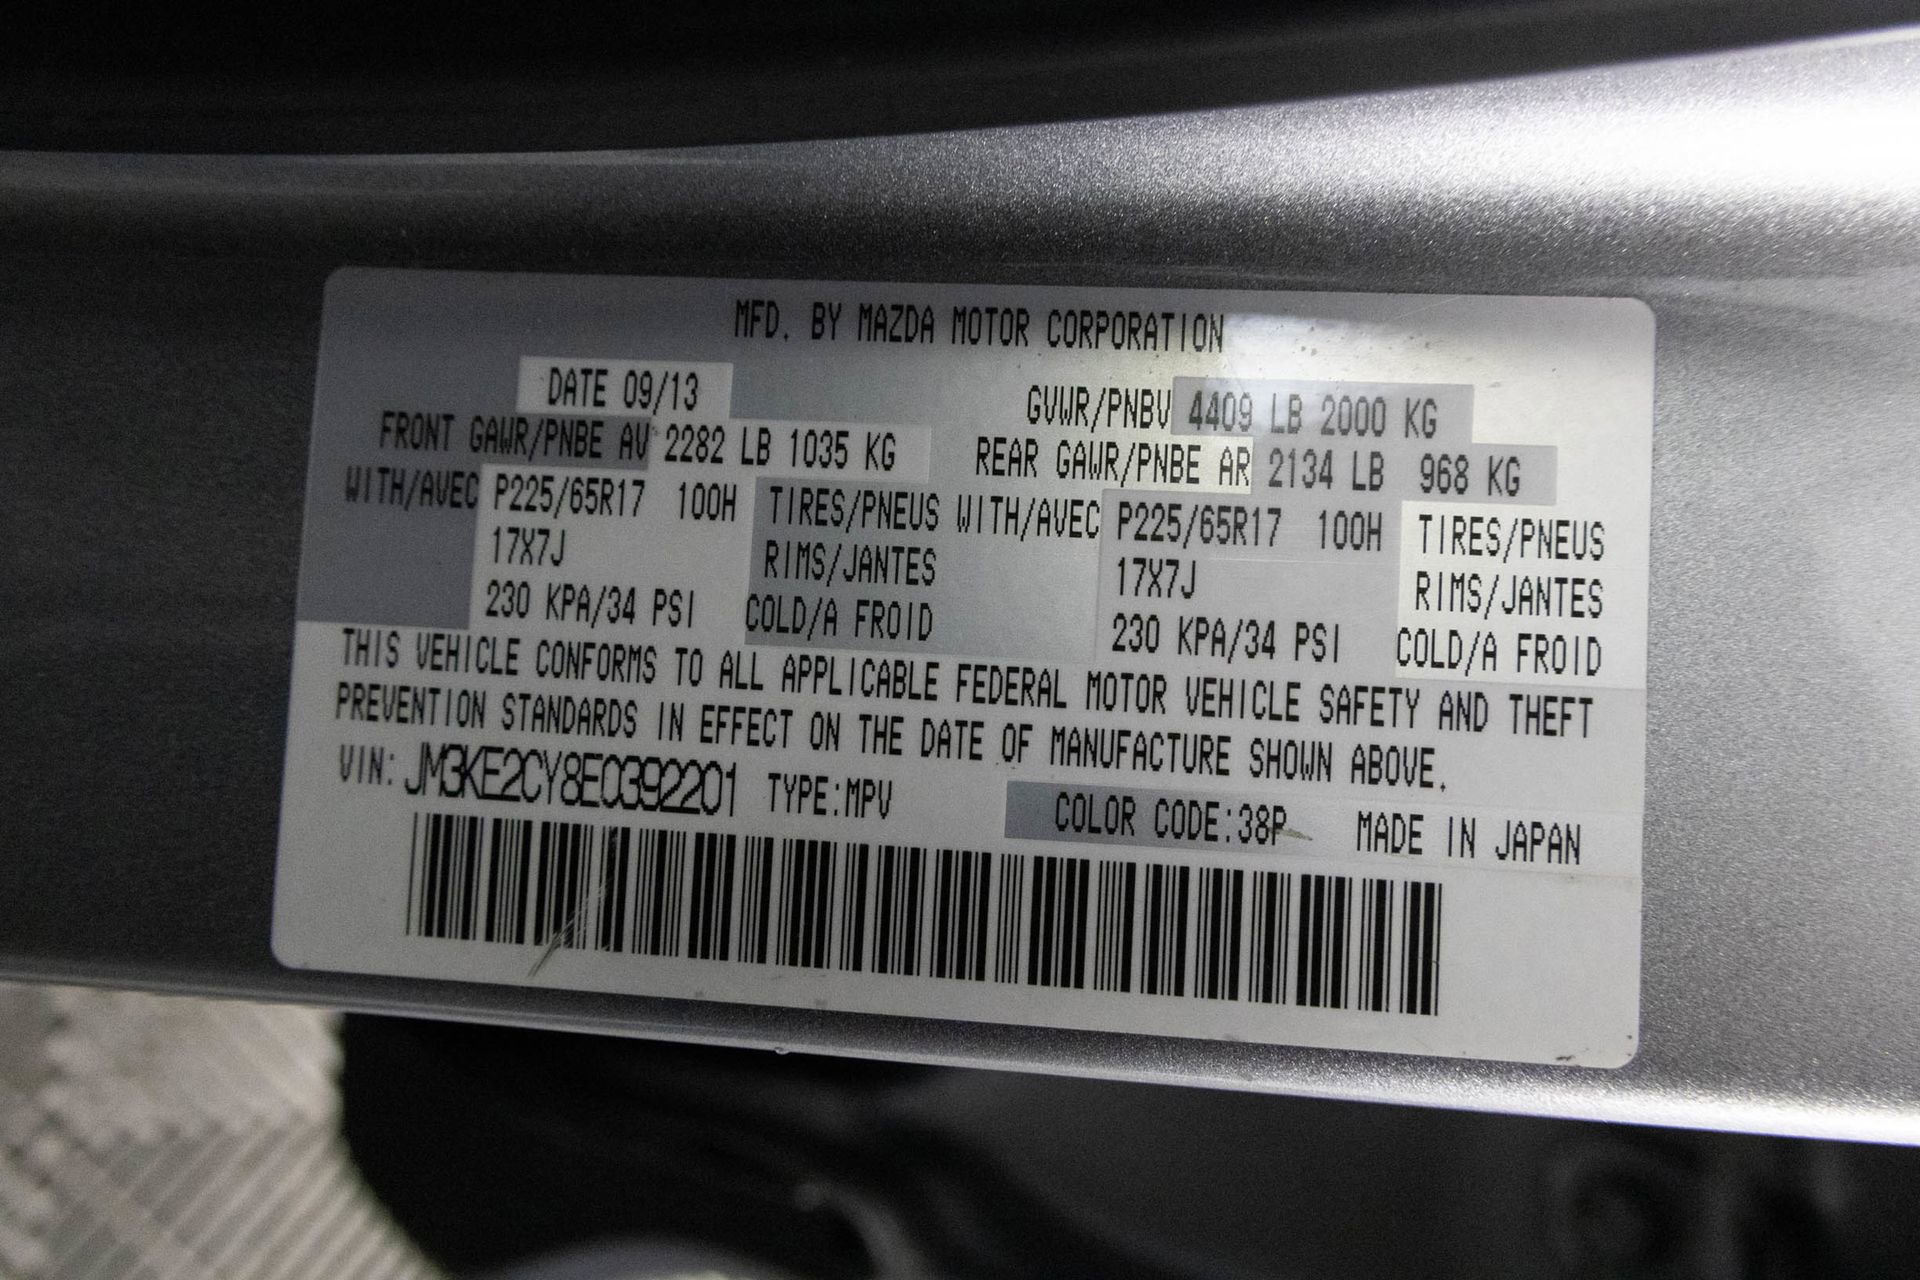 MFD. BY MAZDA MOTOR CORPORATION
DATE 09/13 GVWR/PNBV 4409 LB 2000 KG
FRONT GAWR/PNBE AV 2282 LB 1035 KG REAR GAWR/PNBE AR 2134 LB 968 KG
WITH/AVEC P225/65R17 100H TIRES/PNEUS WITH/AVEC P225/65R17 100H TIRES/PNEUS
17X7J RIMS/JANTES 17X7J RIMS/JANTES
230 KPA/34 PSI COLD/A FROID 230 KPA/34 PSI COLD/A FROID
THIS VEHICLE CONFORMS TO ALL APPLICABLE FEDERAL MOTOR VEHICLE SAFETY AND THEFT
PREVENTION STANDARDS IN EFFECT ON THE DATE OF MANUFACTURE SHOWN ABOVE.
VIN: JM3KE2CY8E0392201 TYPE:MPV COLOR CODE:38P MADE IN JAPAN